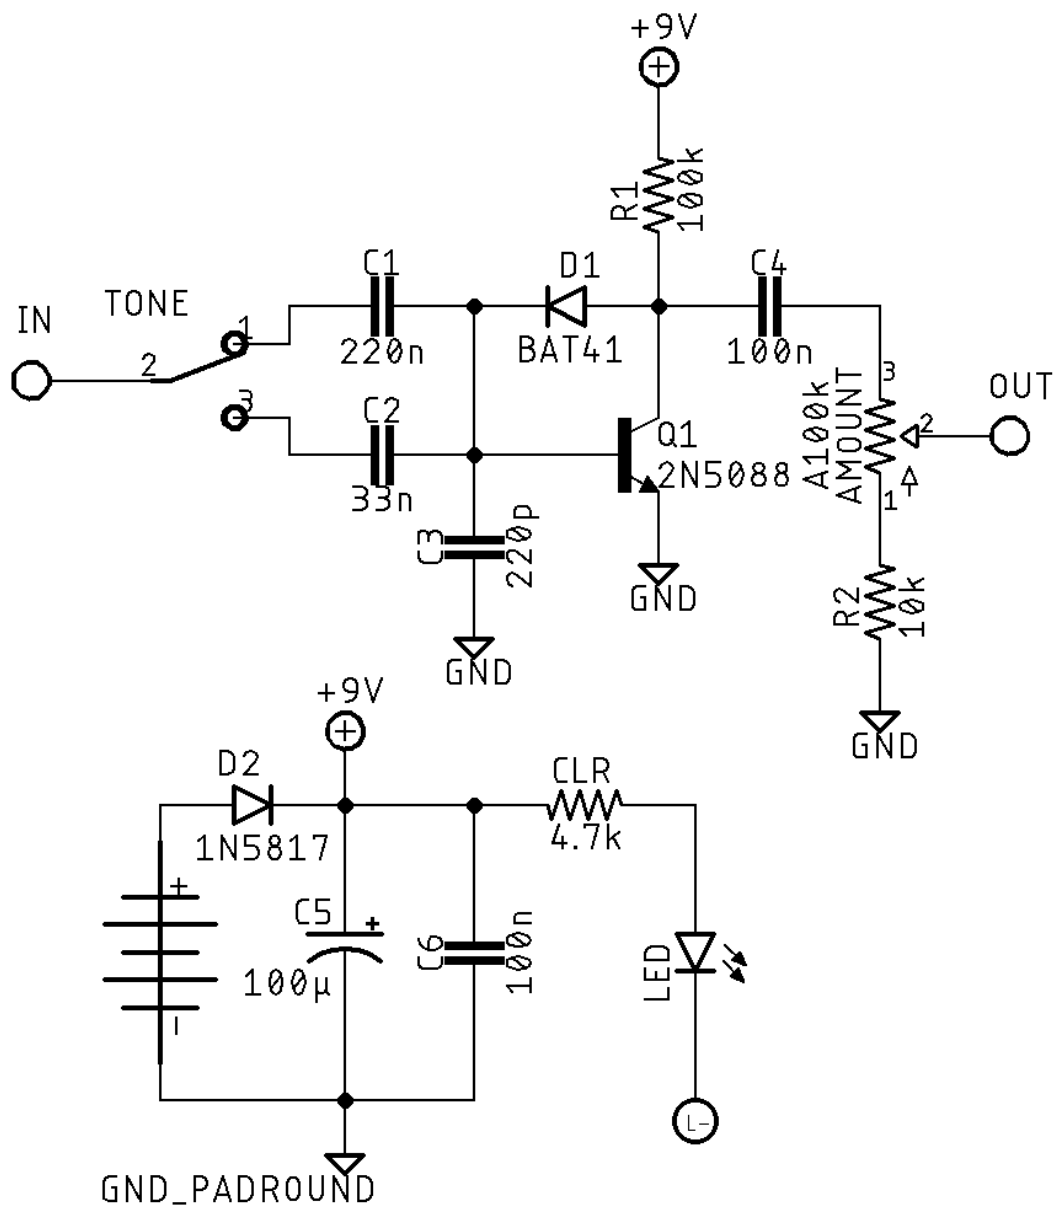 +9V
R1
100k
C1
D1
C4
IN
TONE
1
2
220n
BAT41
100n
3
3
C2
33n
Q1
2N5088
A100k
AMOUNT
2
1
OUT
C3
220p
GND
GND
R2
10k
GND
+9V
D2
1N5817
CLR
4.7k
+
C5
+
100µ
C6
100n
LED
-
L-
GND_PADROUND